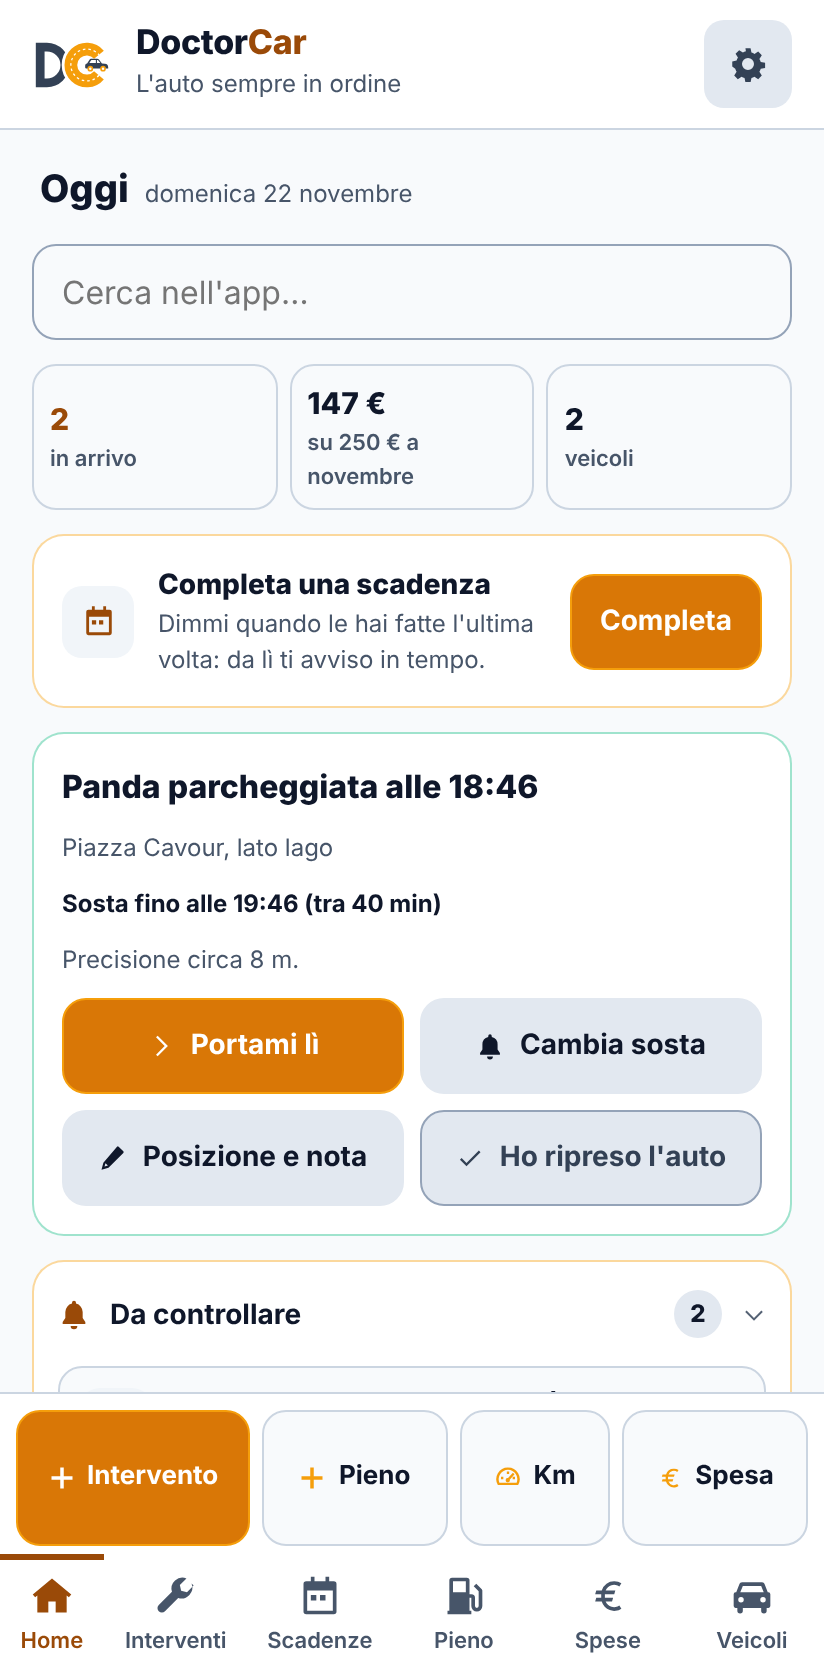 DC
DoctorCar
L'auto sempre in ordine
Oggi domenica 22 novembre
Cerca nell'app...
2
in arrivo
147 €
su 250 € a
novembre
2
veicoli
Completa una scadenza
Dimmi quando le hai fatte l'ultima
volta: da lì ti avviso in tempo.
Completa
Panda parcheggiata alle 18:46
Piazza Cavour, lato lago
Sosta fino alle 19:46 (tra 40 min)
Precisione circa 8 m.
Portami lì
Cambia sosta
Posizione e nota
Ho ripreso l'auto
Da controllare
2
+ Intervento
+ Pieno
Km
€ Spesa
Home
Interventi
Scadenze
Pieno
€
Spese
Veicoli